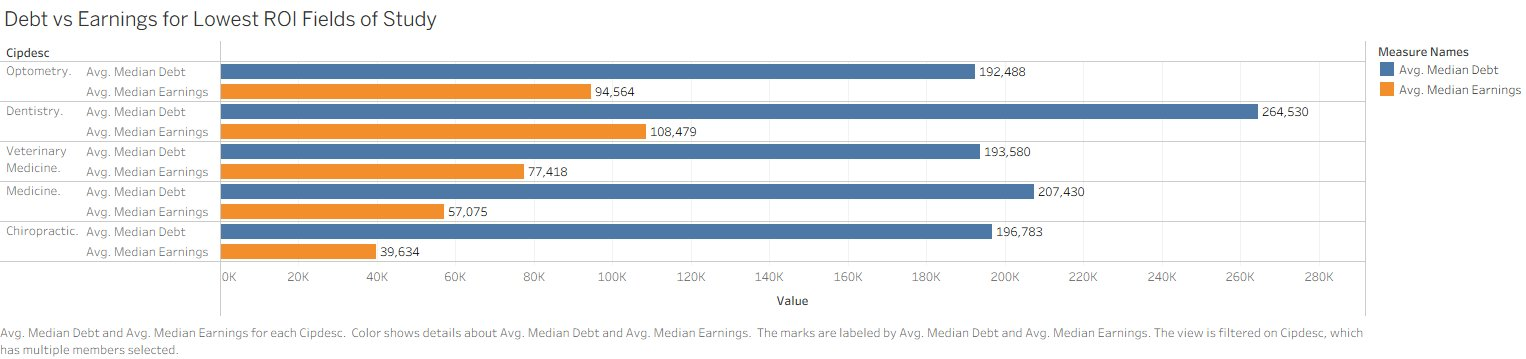 Debt vs Earnings for Lowest ROI Fields of Study
Cipdesc
Measure Names
Optometry. Avg. Median Debt 192,488
Avg. Median Debt
Avg. Median Earnings 94,564
Avg. Median Earnings
Dentistry. Avg. Median Debt 264,530
Avg. Median Earnings 108,479
Veterinary Avg. Median Debt 193,580
Medicine. Avg. Median Earnings 77,418
Medicine. Avg. Median Debt 207,430
Avg. Median Earnings 57,075
Chiropractic. Avg. Median Debt 196,783
Avg. Median Earnings 39,634
0K 20K 40K 60K 80K 100K 120K 140K 160K 180K 200K 220K 240K 260K 280K
Value
Avg. Median Debt and Avg. Median Earnings for each Cipdesc. Color shows details about Avg. Median Debt and Avg. Median Earnings. The marks are labeled by Avg. Median Debt and Avg. Median Earnings. The view is filtered on Cipdesc, which
has multiple members selected.